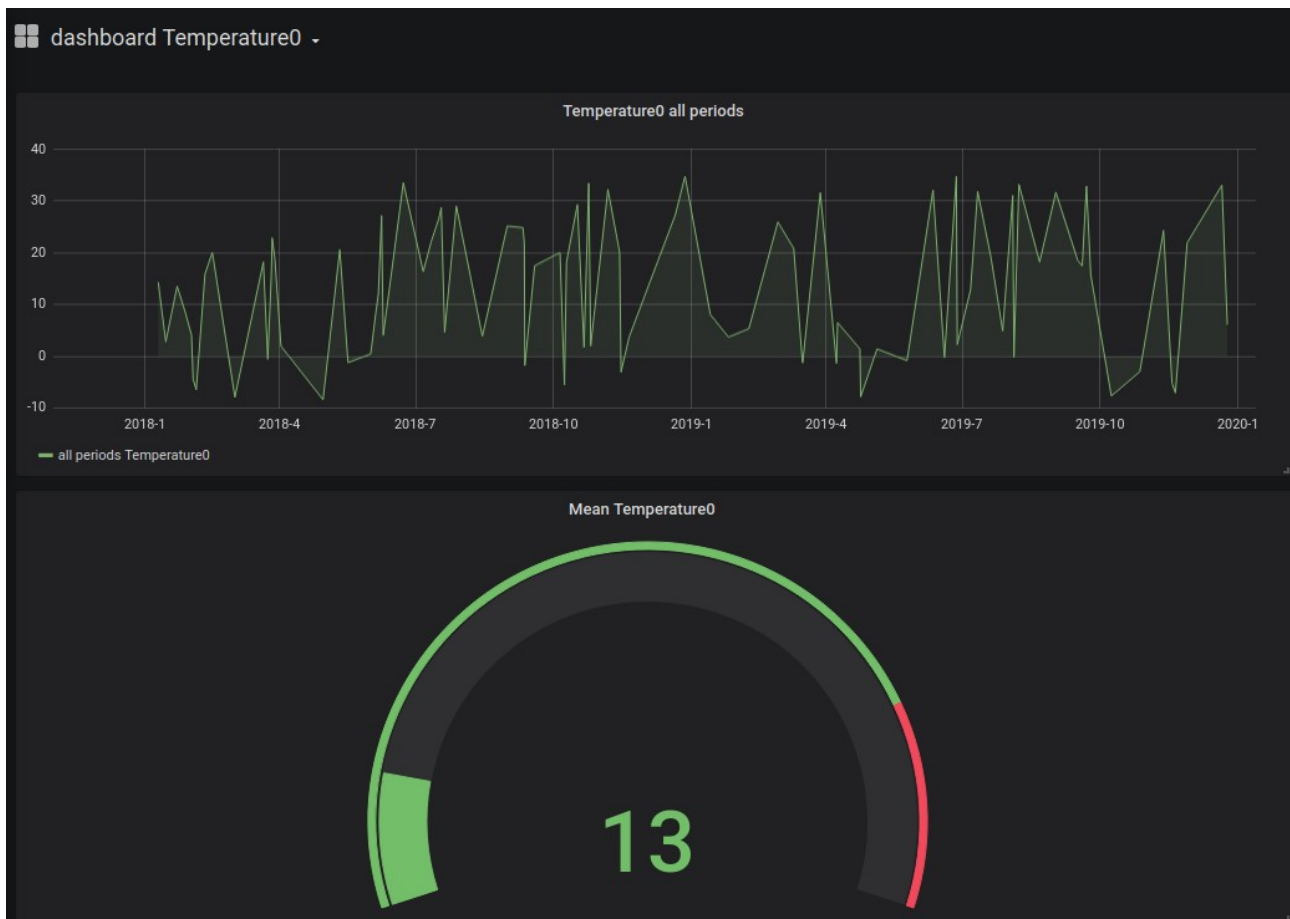 dashboard Temperature0
Temperature0 all periods
40
30
20
10
0
-10
2018-1 2018-4 2018-7 2018-10 2019-1 2019-4 2019-7 2019-10 2020-1
all periods Temperature0
Mean Temperature0
13